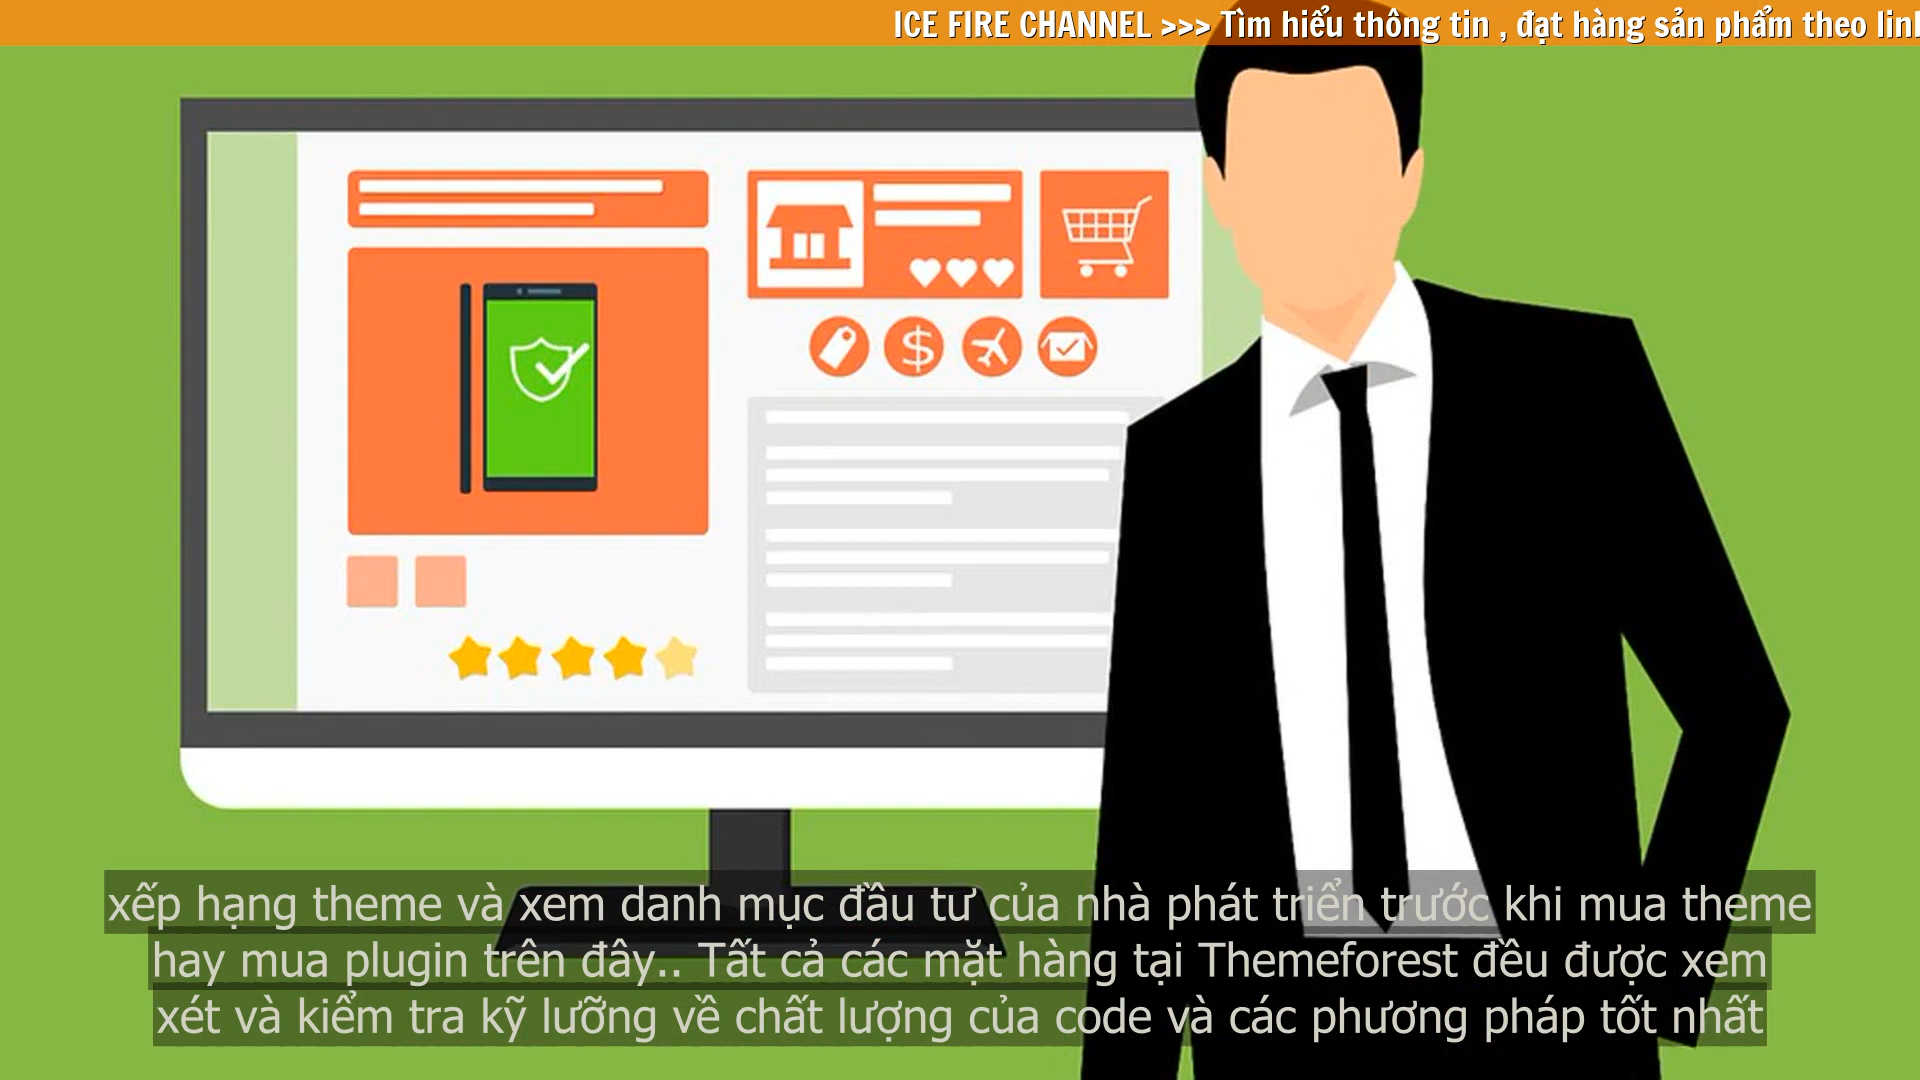 ICE FIRE CHANNEL >>> Tìm hiểu thông tin , đạt hàng sản phẩm theo
xếp hạng theme và xem danh mục đầu tư của nhà phát triển trước khi mua theme
hay mua plugin trên đây.. Tất cả các mặt hàng tại Themeforest đều được xem
xét và kiểm tra kỹ lưỡng về chất lượng của code và các phương pháp tốt nhất